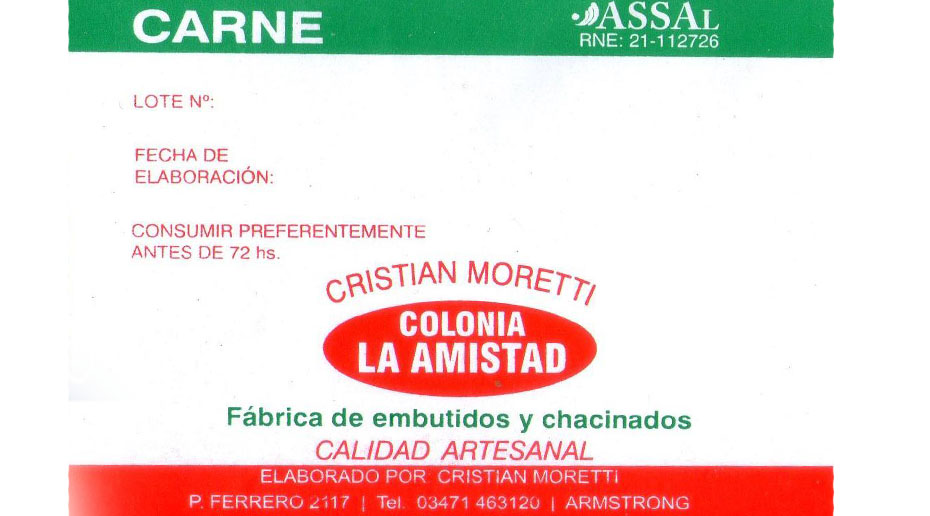 CARNE
ASSAL
RNE: 21-112726
LOTE Nº:
FECHA DE
ELABORACIÓN:
CONSUMIR PREFERENTEMENTE
ANTES DE 72 hs.
CRISTIAN MORETTI
COLONIA
LA AMISTAD
Fábrica de embutidos y chacinados
CALIDAD ARTESANAL
ELABORADO POR: CRISTIAN MORETTI
P. FERRERO 2117 | Tel. 03471 463120 | ARMSTRONG